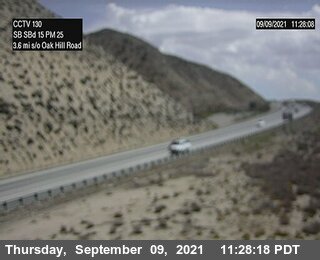 CCTV 130
SB SBd 15 PM 25
3.6 mi s/o Oak Hill Road
09/09/2021 11:28:08
Thursday, September 09, 2021 11:28:18 PDT